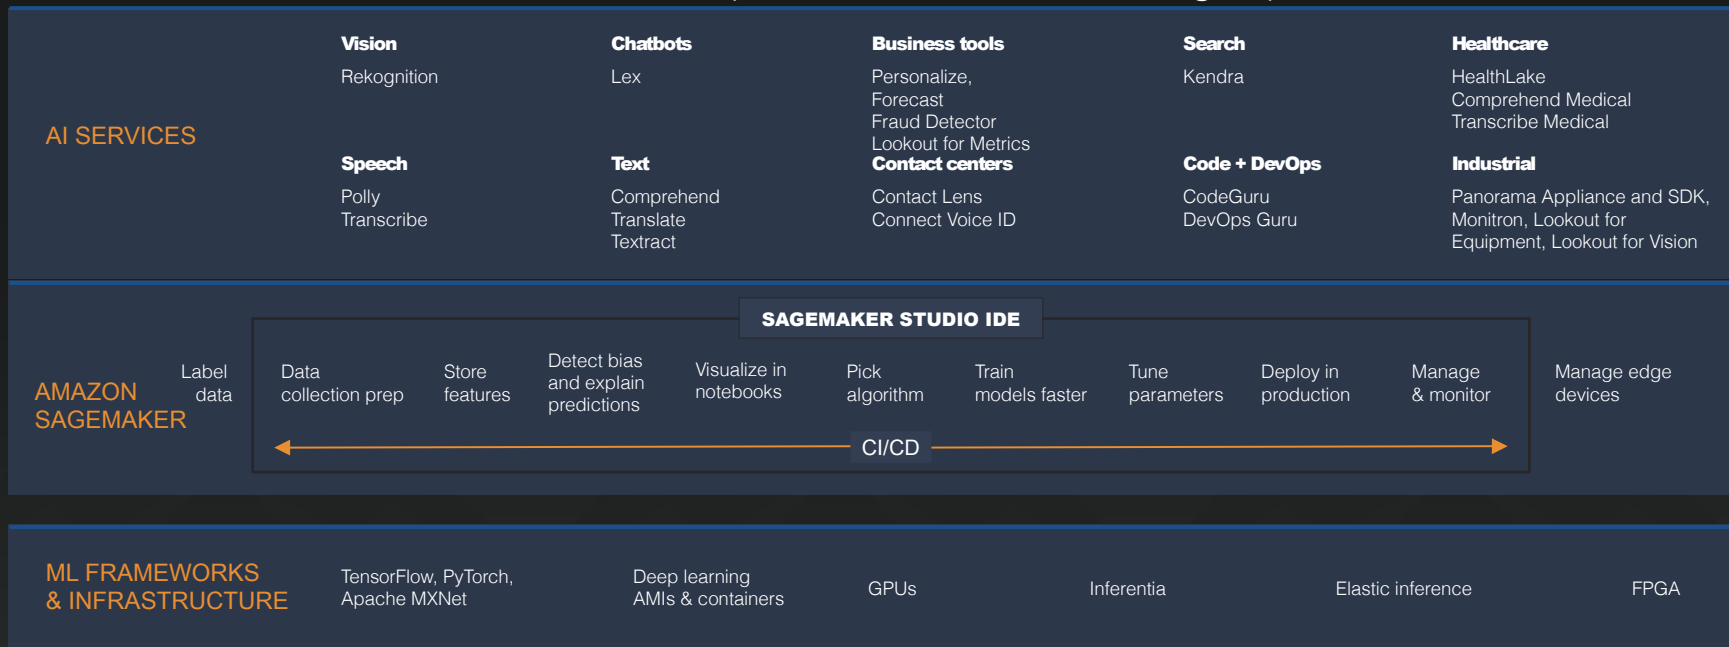 AI SERVICES
Vision
Rekognition
Chatbots
Lex
Business tools
Personalize,
Forecast
Fraud Detector
Lookout for Metrics
Search
Kendra
Healthcare
HealthLake
Comprehend Medical
Transcribe Medical
Speech
Polly
Transcribe
Text
Comprehend
Translate
Textract
Contact centers
Contact Lens
Connect Voice ID
Code + DevOps
CodeGuru
DevOps Guru
Industrial
Panorama Appliance and SDK,
Monitron, Lookout for
Equipment, Lookout for Vision
AMAZON
SAGEMAKER
SAGEMAKER STUDIO IDE
Label
data
Data
collection prep
Store
features
Detect bias
and explain
predictions
Visualize in
notebooks
Pick
algorithm
Train
models faster
Tune
parameters
Deploy in
production
Manage
& monitor
Manage edge
devices
CI/CD
ML FRAMEWORKS
& INFRASTRUCTURE
TensorFlow, PyTorch,
Apache MXNet
Deep learning
AMIs & containers
GPUs
Inferentia
Elastic inference
FPGA